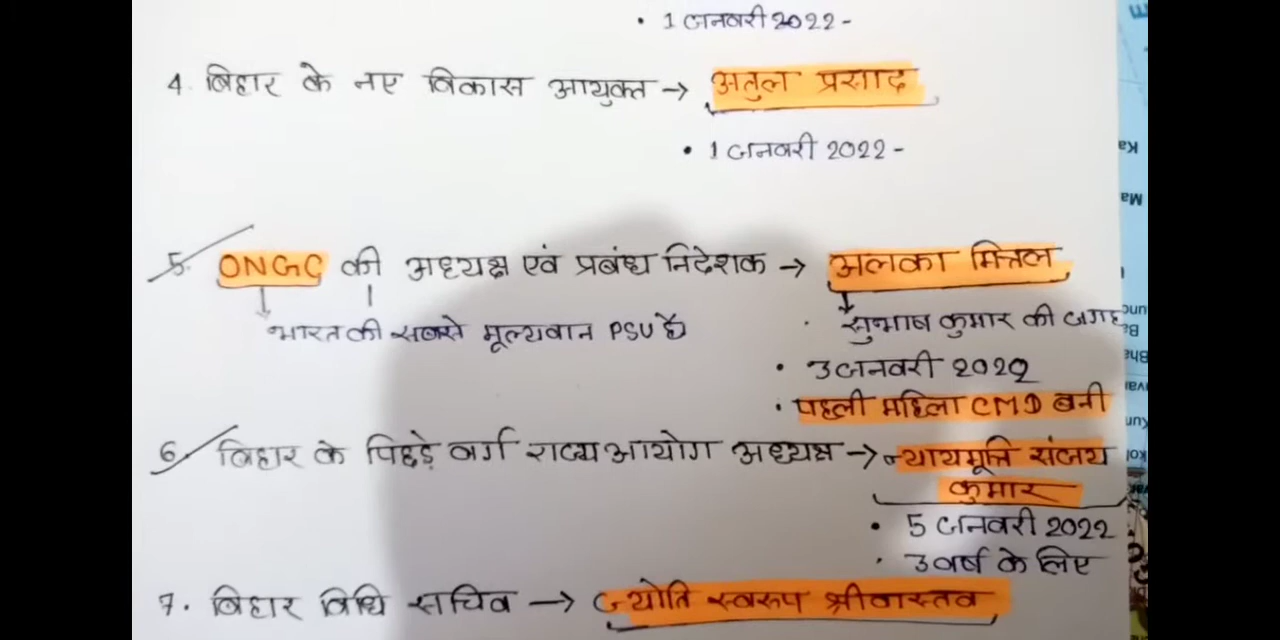 • 1 जनवरी 2022 -
4. बिहार के नए विकास आयुक्त → अतुल प्रसाद
• 1 जनवरी 2022 -
5. ONGC की अध्यक्ष एवं प्रबंध निदेशक → अलका मित्तल
भारत की सबसे मूल्यवान PSU है
• सुभाष कुमार की जगह
• 3 जनवरी 2022
• पहली महिला CMD बनी
6. बिहार के पिछड़े वर्ग राज्य आयोग अध्यक्ष → न्यायमूर्ति संजय
कुमार
• 5 जनवरी 2022
• 3 वर्ष के लिए
7. बिहार विधि सचिव → ज्योति स्वरुप श्रीवास्तव